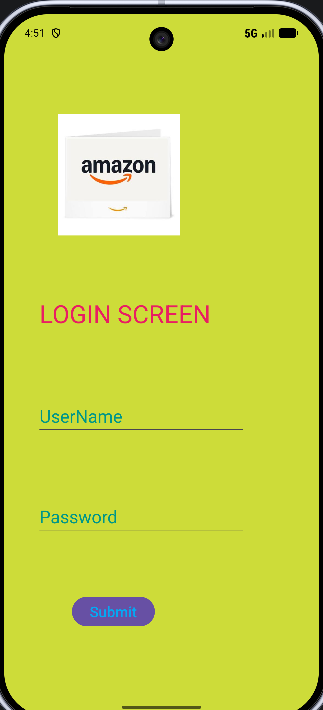 4:51
5G
amazon
LOGIN SCREEN
UserName
Password
Submit